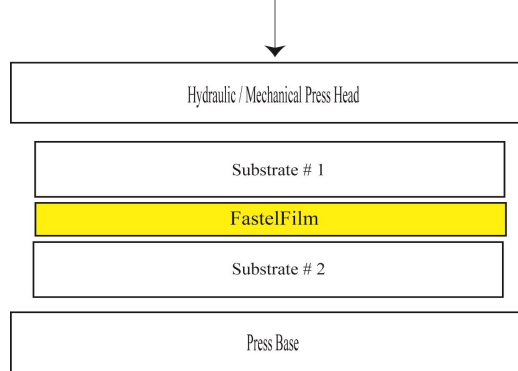 Hydraulic / Mechanical Press Head
Substrate # 1
FastelFilm
Substrate # 2
Press Base